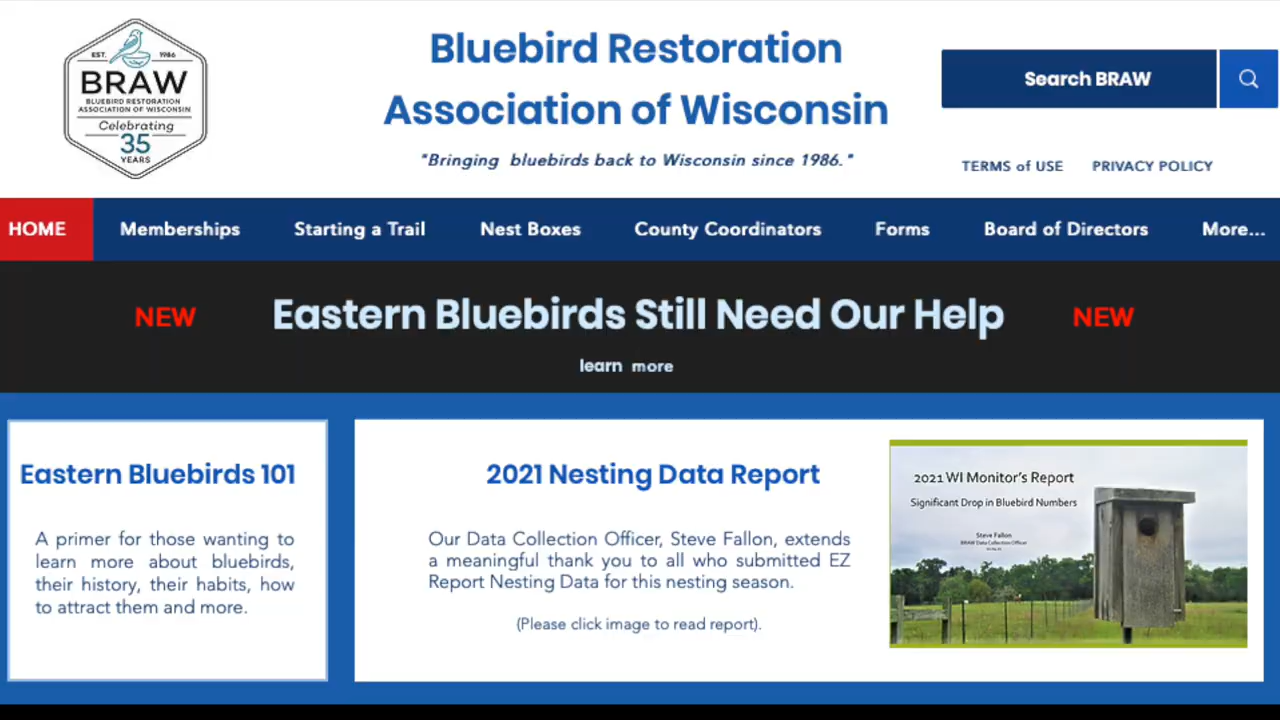 EST. 1986
BRAW
BLUEBIRD RESTORATION
ASSOCIATION OF WISCONSIN
Celebrating
35
YEARS
Bluebird Restoration
Association of Wisconsin
"Bringing bluebirds back to Wisconsin since 1986."
Search BRAW
TERMS of USE PRIVACY POLICY
HOME Memberships Starting a Trail Nest Boxes County Coordinators Forms Board of Directors More...
NEW Eastern Bluebirds Still Need Our Help NEW
learn more
Eastern Bluebirds 101
A primer for those wanting to
learn more about bluebirds,
their history, their habits, how
to attract them and more.
2021 Nesting Data Report
Our Data Collection Officer, Steve Fallon, extends
a meaningful thank you to all who submitted EZ
Report Nesting Data for this nesting season.
(Please click image to read report).
2021 WI Monitor's Report
Significant Drop in Bluebird Numbers
Steve Fallon
BRAW Data Collection Officer